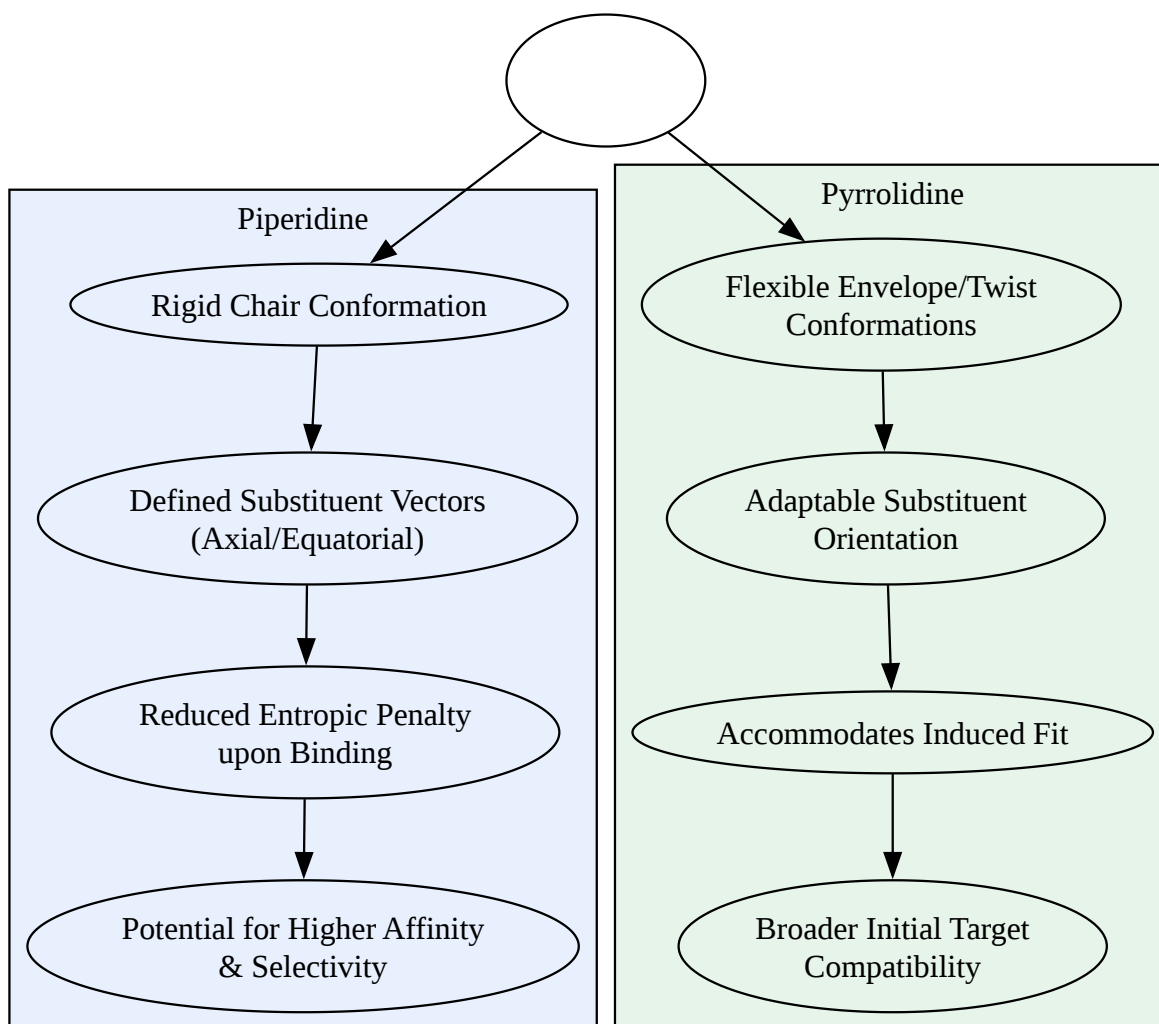 Piperidine
Rigid Chair Conformation
Defined Substituent Vectors
(Axial/Equatorial)
Reduced Entropic Penalty
upon Binding
Potential for Higher Affinity
& Selectivity
Pyrrolidine
Flexible Envelope/Twist
Conformations
Adaptable Substituent
Orientation
Accommodates Induced Fit
Broader Initial Target
Compatibility